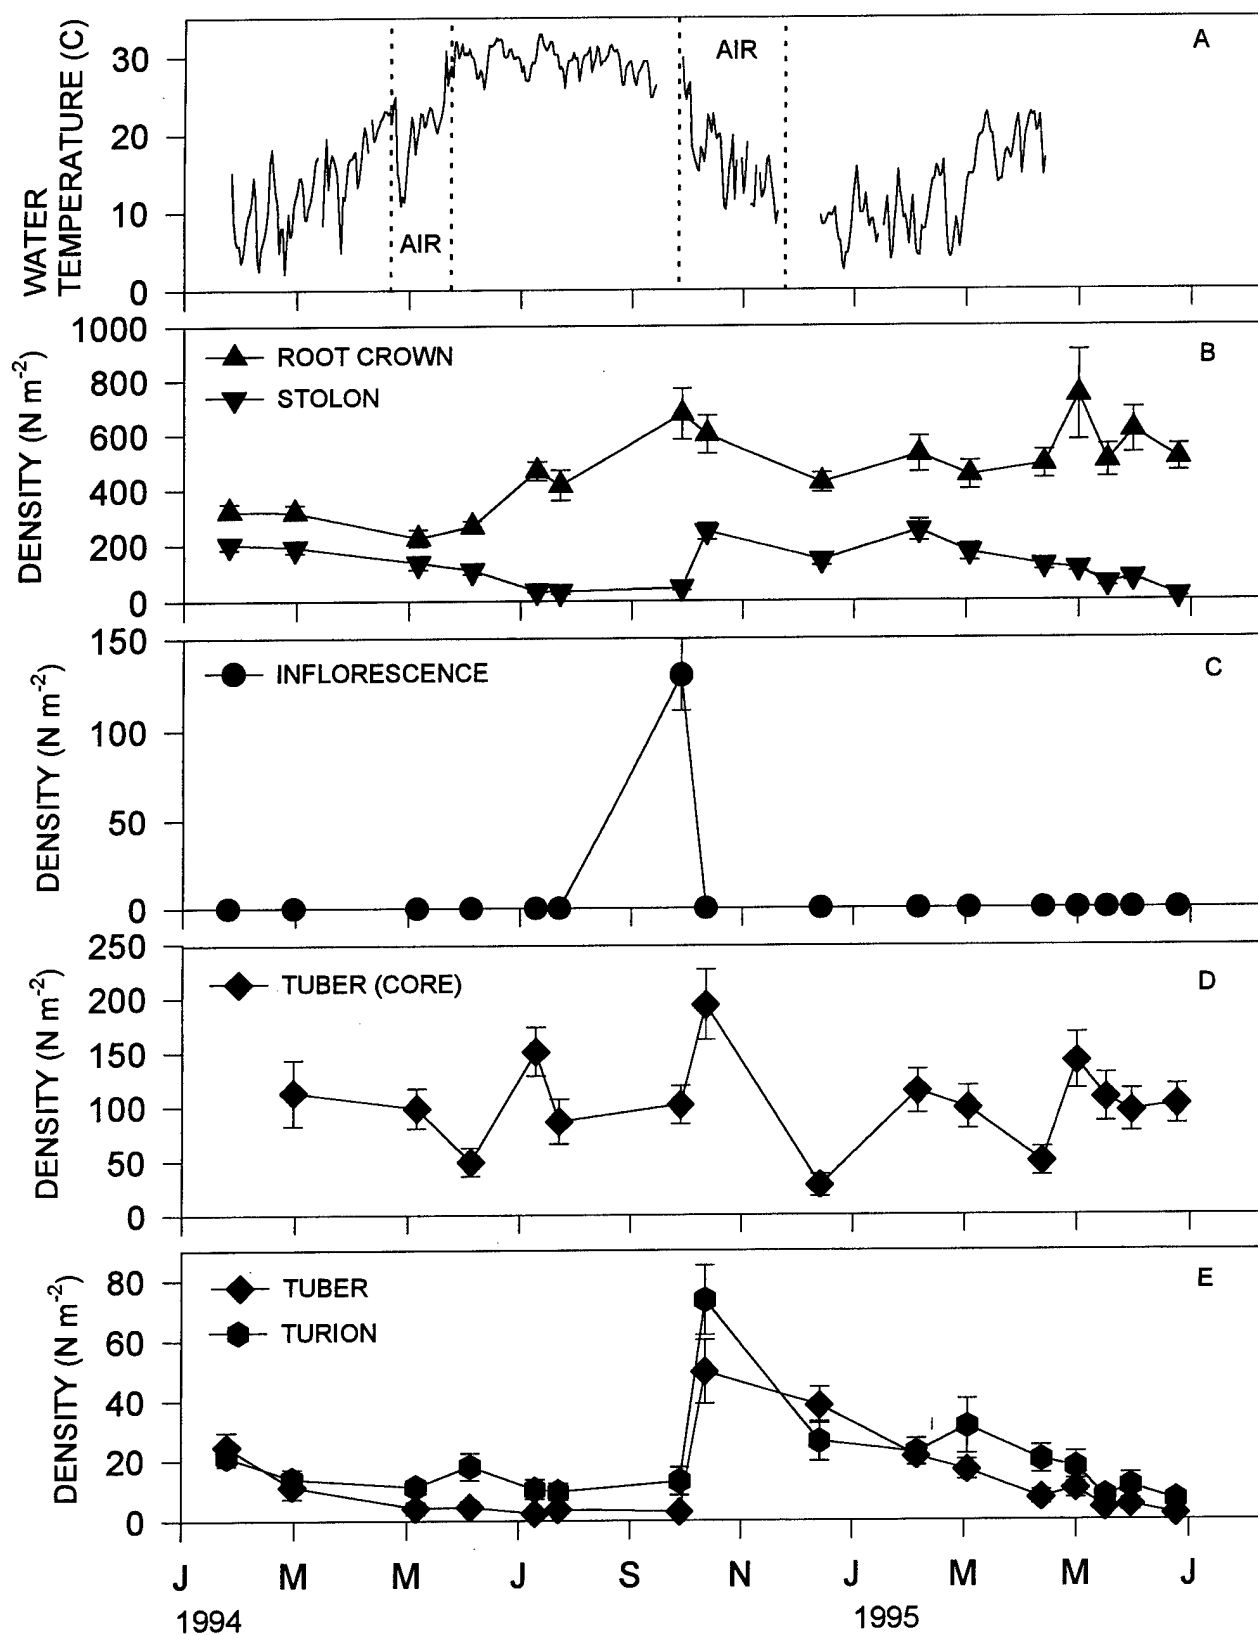 WATER
TEMPERATURE (C)
30
20
10
0
AIR
AIR
A
DENSITY (N m-2)
1000
800
600
400
200
0
ROOT CROWN
STOLON
B
DENSITY (N m-2)
150
100
50
0
INFLORESCENCE
C
DENSITY (N m-2)
250
200
150
100
50
0
TUBER (CORE)
D
DENSITY (N m-2)
80
60
40
20
0
TUBER
TURION
E
J M M J S N J M M J
1994 1995